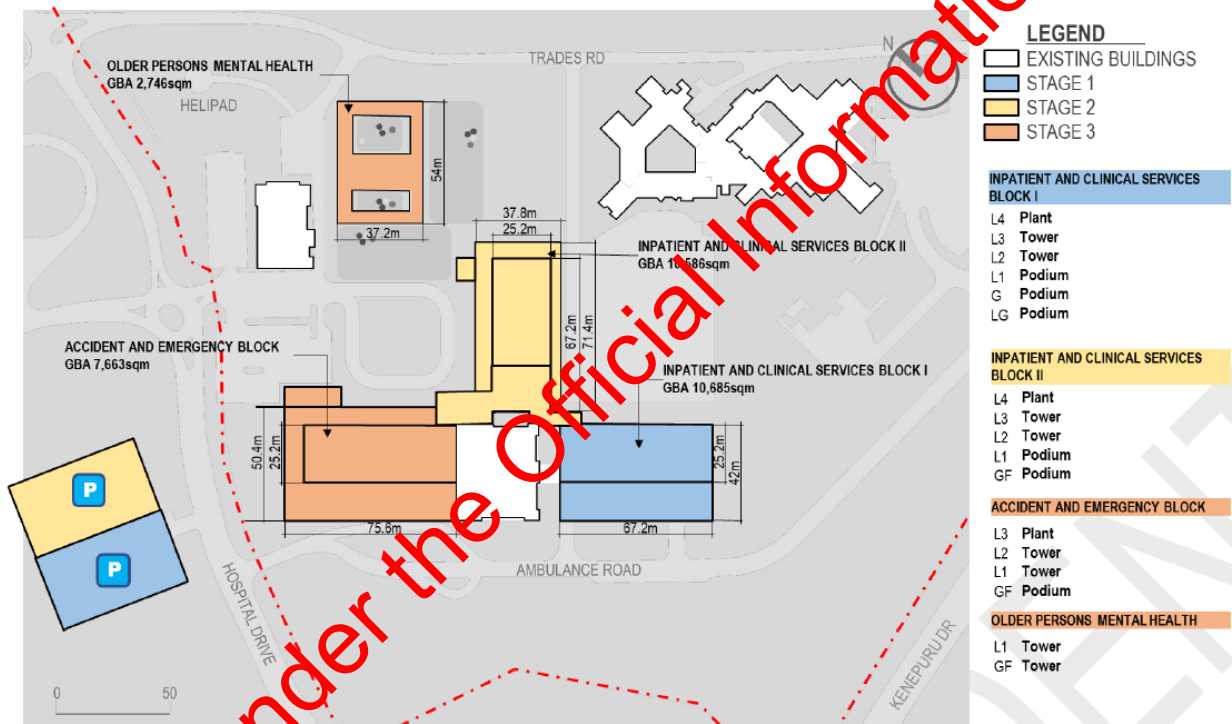 OLDER PERSONS MENTAL HEALTH
GBA 2,746sqm
HELIPAD
TRADES RD
N
54m
37.2m
37.8m
25.2m
INPATIENT AND CLINICAL SERVICES BLOCK II
GBA 10,586sqm
67.2m
71.4m
ACCIDENT AND EMERGENCY BLOCK
GBA 7,663sqm
INPATIENT AND CLINICAL SERVICES BLOCK I
GBA 10,685sqm
50.4m
25.2m
25.2m
42m
75.6m
67.2m
P
P
HOSPITAL DRIVE
AMBULANCE ROAD
KENEPURU DR
0 50
LEGEND
EXISTING BUILDINGS
STAGE 1
STAGE 2
STAGE 3
INPATIENT AND CLINICAL SERVICES
BLOCK I
L4 Plant
L3 Tower
L2 Tower
L1 Podium
G Podium
LG Podium
INPATIENT AND CLINICAL SERVICES
BLOCK II
L4 Plant
L3 Tower
L2 Tower
L1 Podium
GF Podium
ACCIDENT AND EMERGENCY BLOCK
L3 Plant
L2 Tower
L1 Tower
GF Podium
OLDER PERSONS MENTAL HEALTH
L1 Tower
GF Tower
under the Official Information